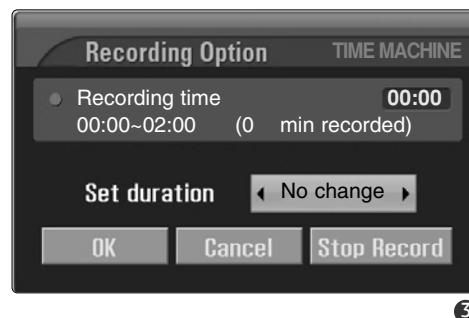 Recording Option TIME MACHINE
Recording time 00:00
00:00~02:00 (0 min recorded)
Set duration No change
OK Cancel Stop Record
3